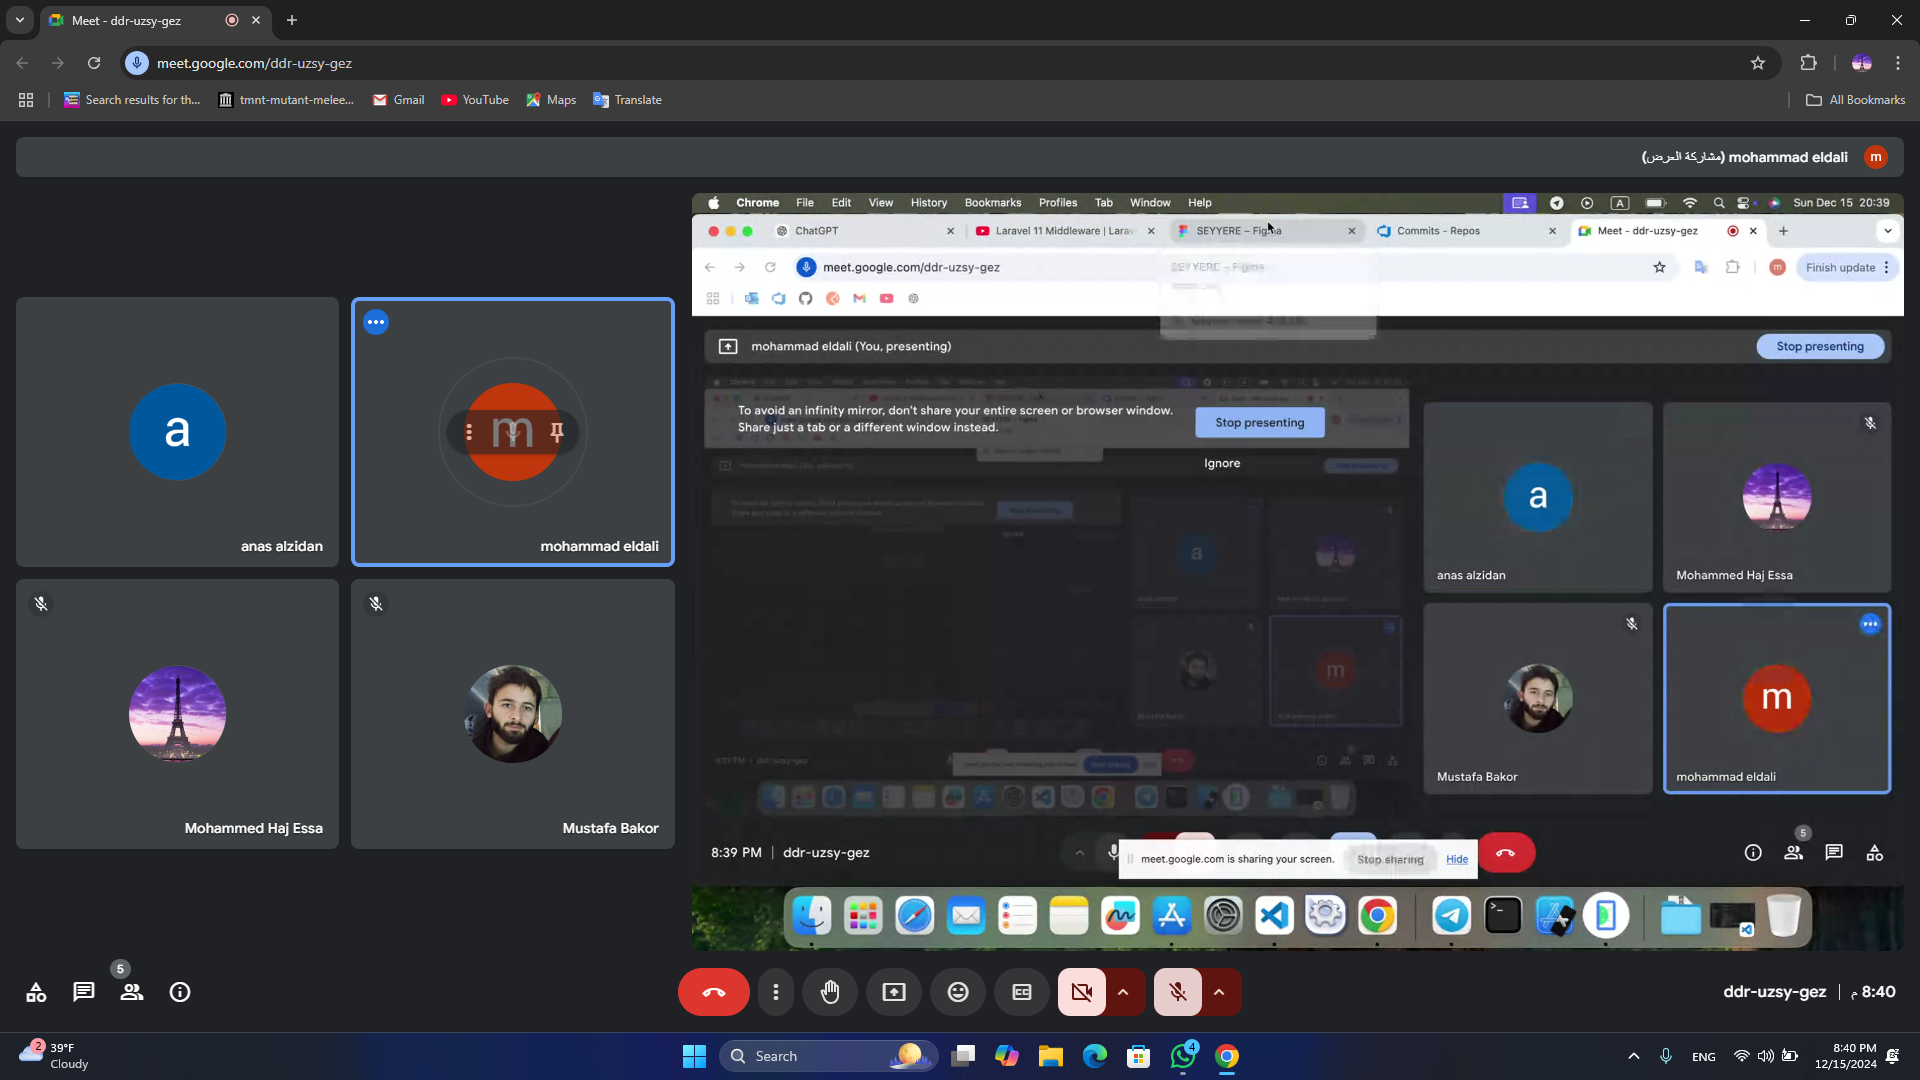 Meet - ddr-uzsy-gez
meet.google.com/ddr-uzsy-gez
Search results for th...
tmnt-mutant-melee...
Gmail
YouTube
Maps
Translate
All Bookmarks
mohammad eldali (مشاركة العرض)
m
Chrome File Edit View History Bookmarks Profiles Tab Window Help
A
Sun Dec 15 20:39
ChatGPT
Laravel 11 Middleware | Larav
SEYYERE – Figma
Commits - Repos
Meet - ddr-uzsy-gez
meet.google.com/ddr-uzsy-gez
SEYYERE – Figma
m
Finish update
mohammad eldali (You, presenting)
Stop presenting
To avoid an infinity mirror, don't share your entire screen or browser window.
Share just a tab or a different window instead.
Stop presenting
Ignore
a
anas alzidan
m
mohammad eldali
Mohammed Haj Essa
Mustafa Bakor
a
anas alzidan
Mohammed Haj Essa
Mustafa Bakor
m
mohammad eldali
8:39 PM | ddr-uzsy-gez
meet.google.com is sharing your screen.
Stop sharing
Hide
5
5
ddr-uzsy-gez | 8:40 م
2
39°F
Cloudy
Search
4
ENG
8:40 PM
12/15/2024